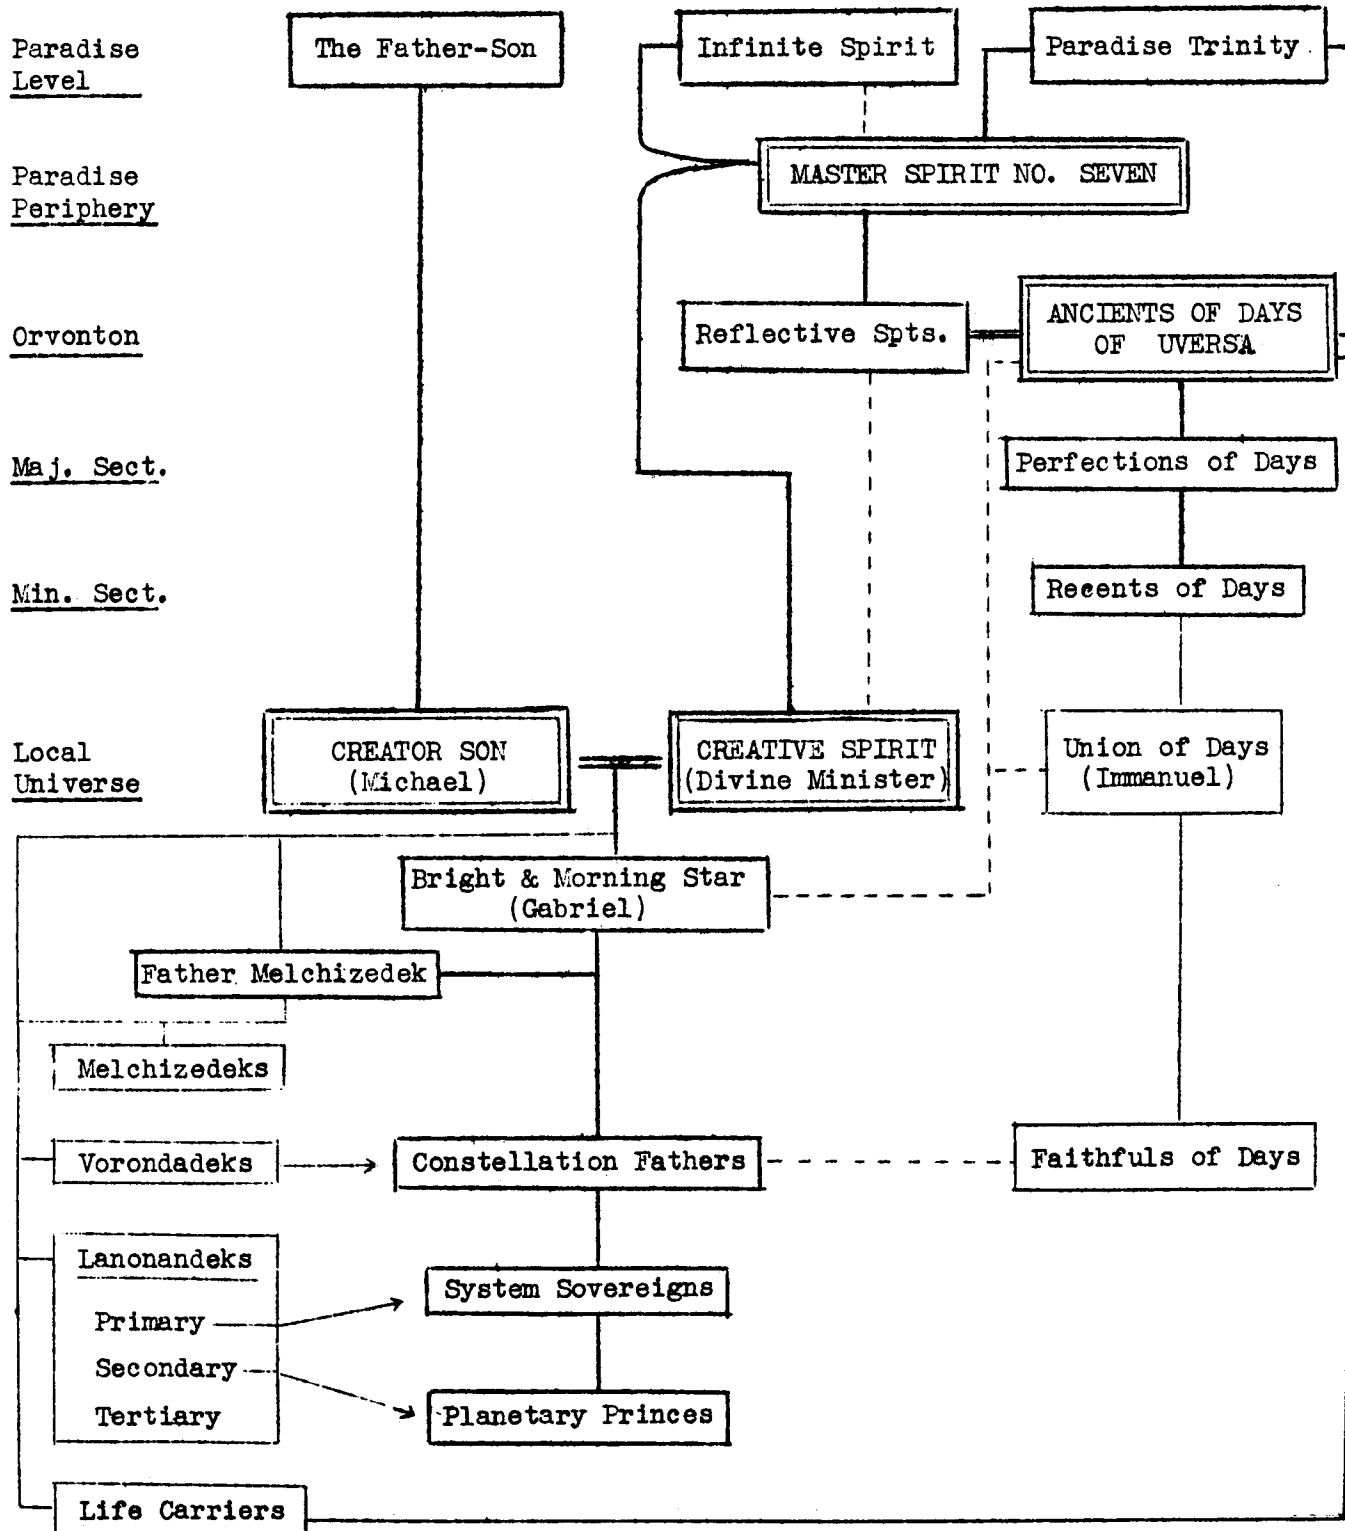 Paradise
Level
The Father-Son
Infinite Spirit
Paradise Trinity
Paradise
Periphery
MASTER SPIRIT NO. SEVEN
Orvonton
Reflective Spts.
ANCIENTS OF DAYS
OF UVERSA
Maj. Sect.
Perfections of Days
Min. Sect.
Recents of Days
Local
Universe
CREATOR SON
(Michael)
CREATIVE SPIRIT
(Divine Minister)
Union of Days
(Immanuel)
Bright & Morning Star
(Gabriel)
Father Melchizedek
Melchizedeks
Vorondadeks
Constellation Fathers
Faithfuls of Days
Lanonandeks
Primary
Secondary
Tertiary
System Sovereigns
Planetary Princes
Life Carriers